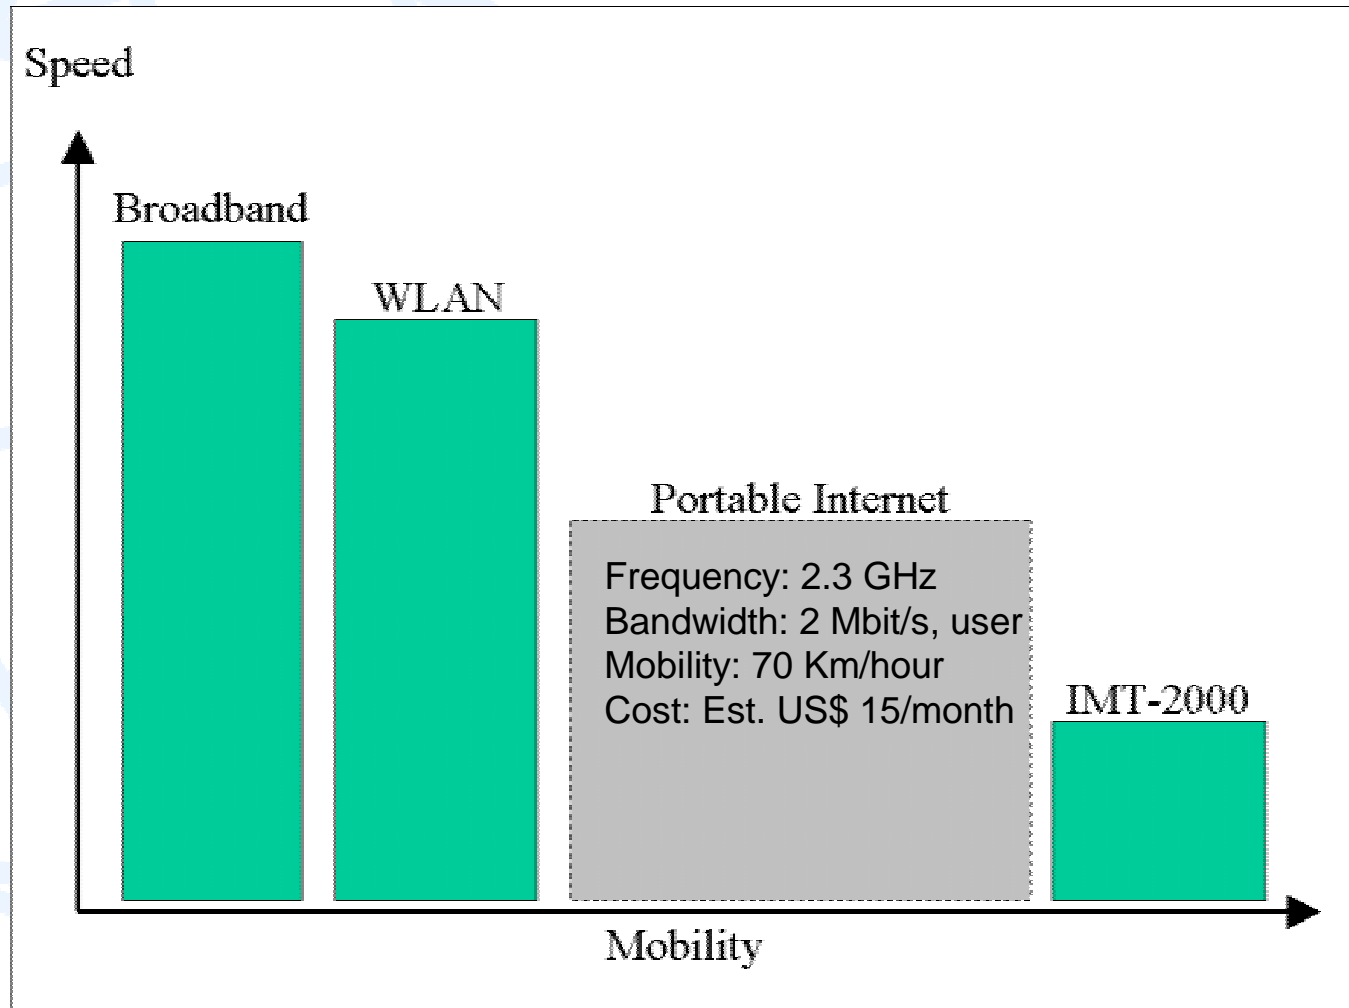 Speed
Broadband
WLAN
Portable Internet
Frequency: 2.3 GHz
Bandwidth: 2 Mbit/s, user
Mobility: 70 Km/hour
Cost: Est. US$ 15/month
IMT-2000
Mobility